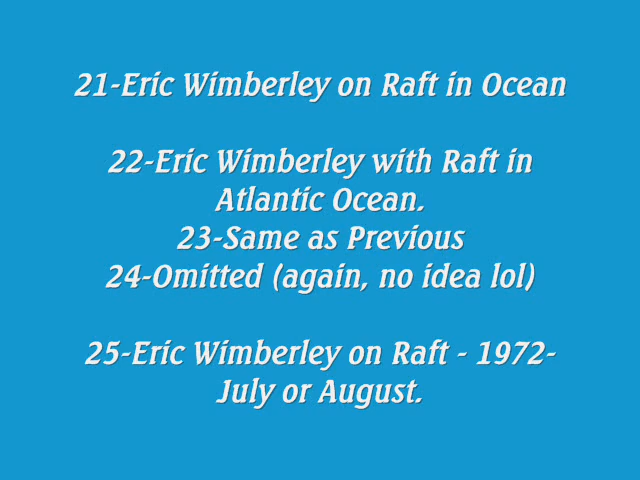 21-Eric Wimberley on Raft in Ocean
22-Eric Wimberley with Raft in
Atlantic Ocean.
23-Same as Previous
24-Omitted (again, no idea lol)
25-Eric Wimberley on Raft - 1972-
July or August.